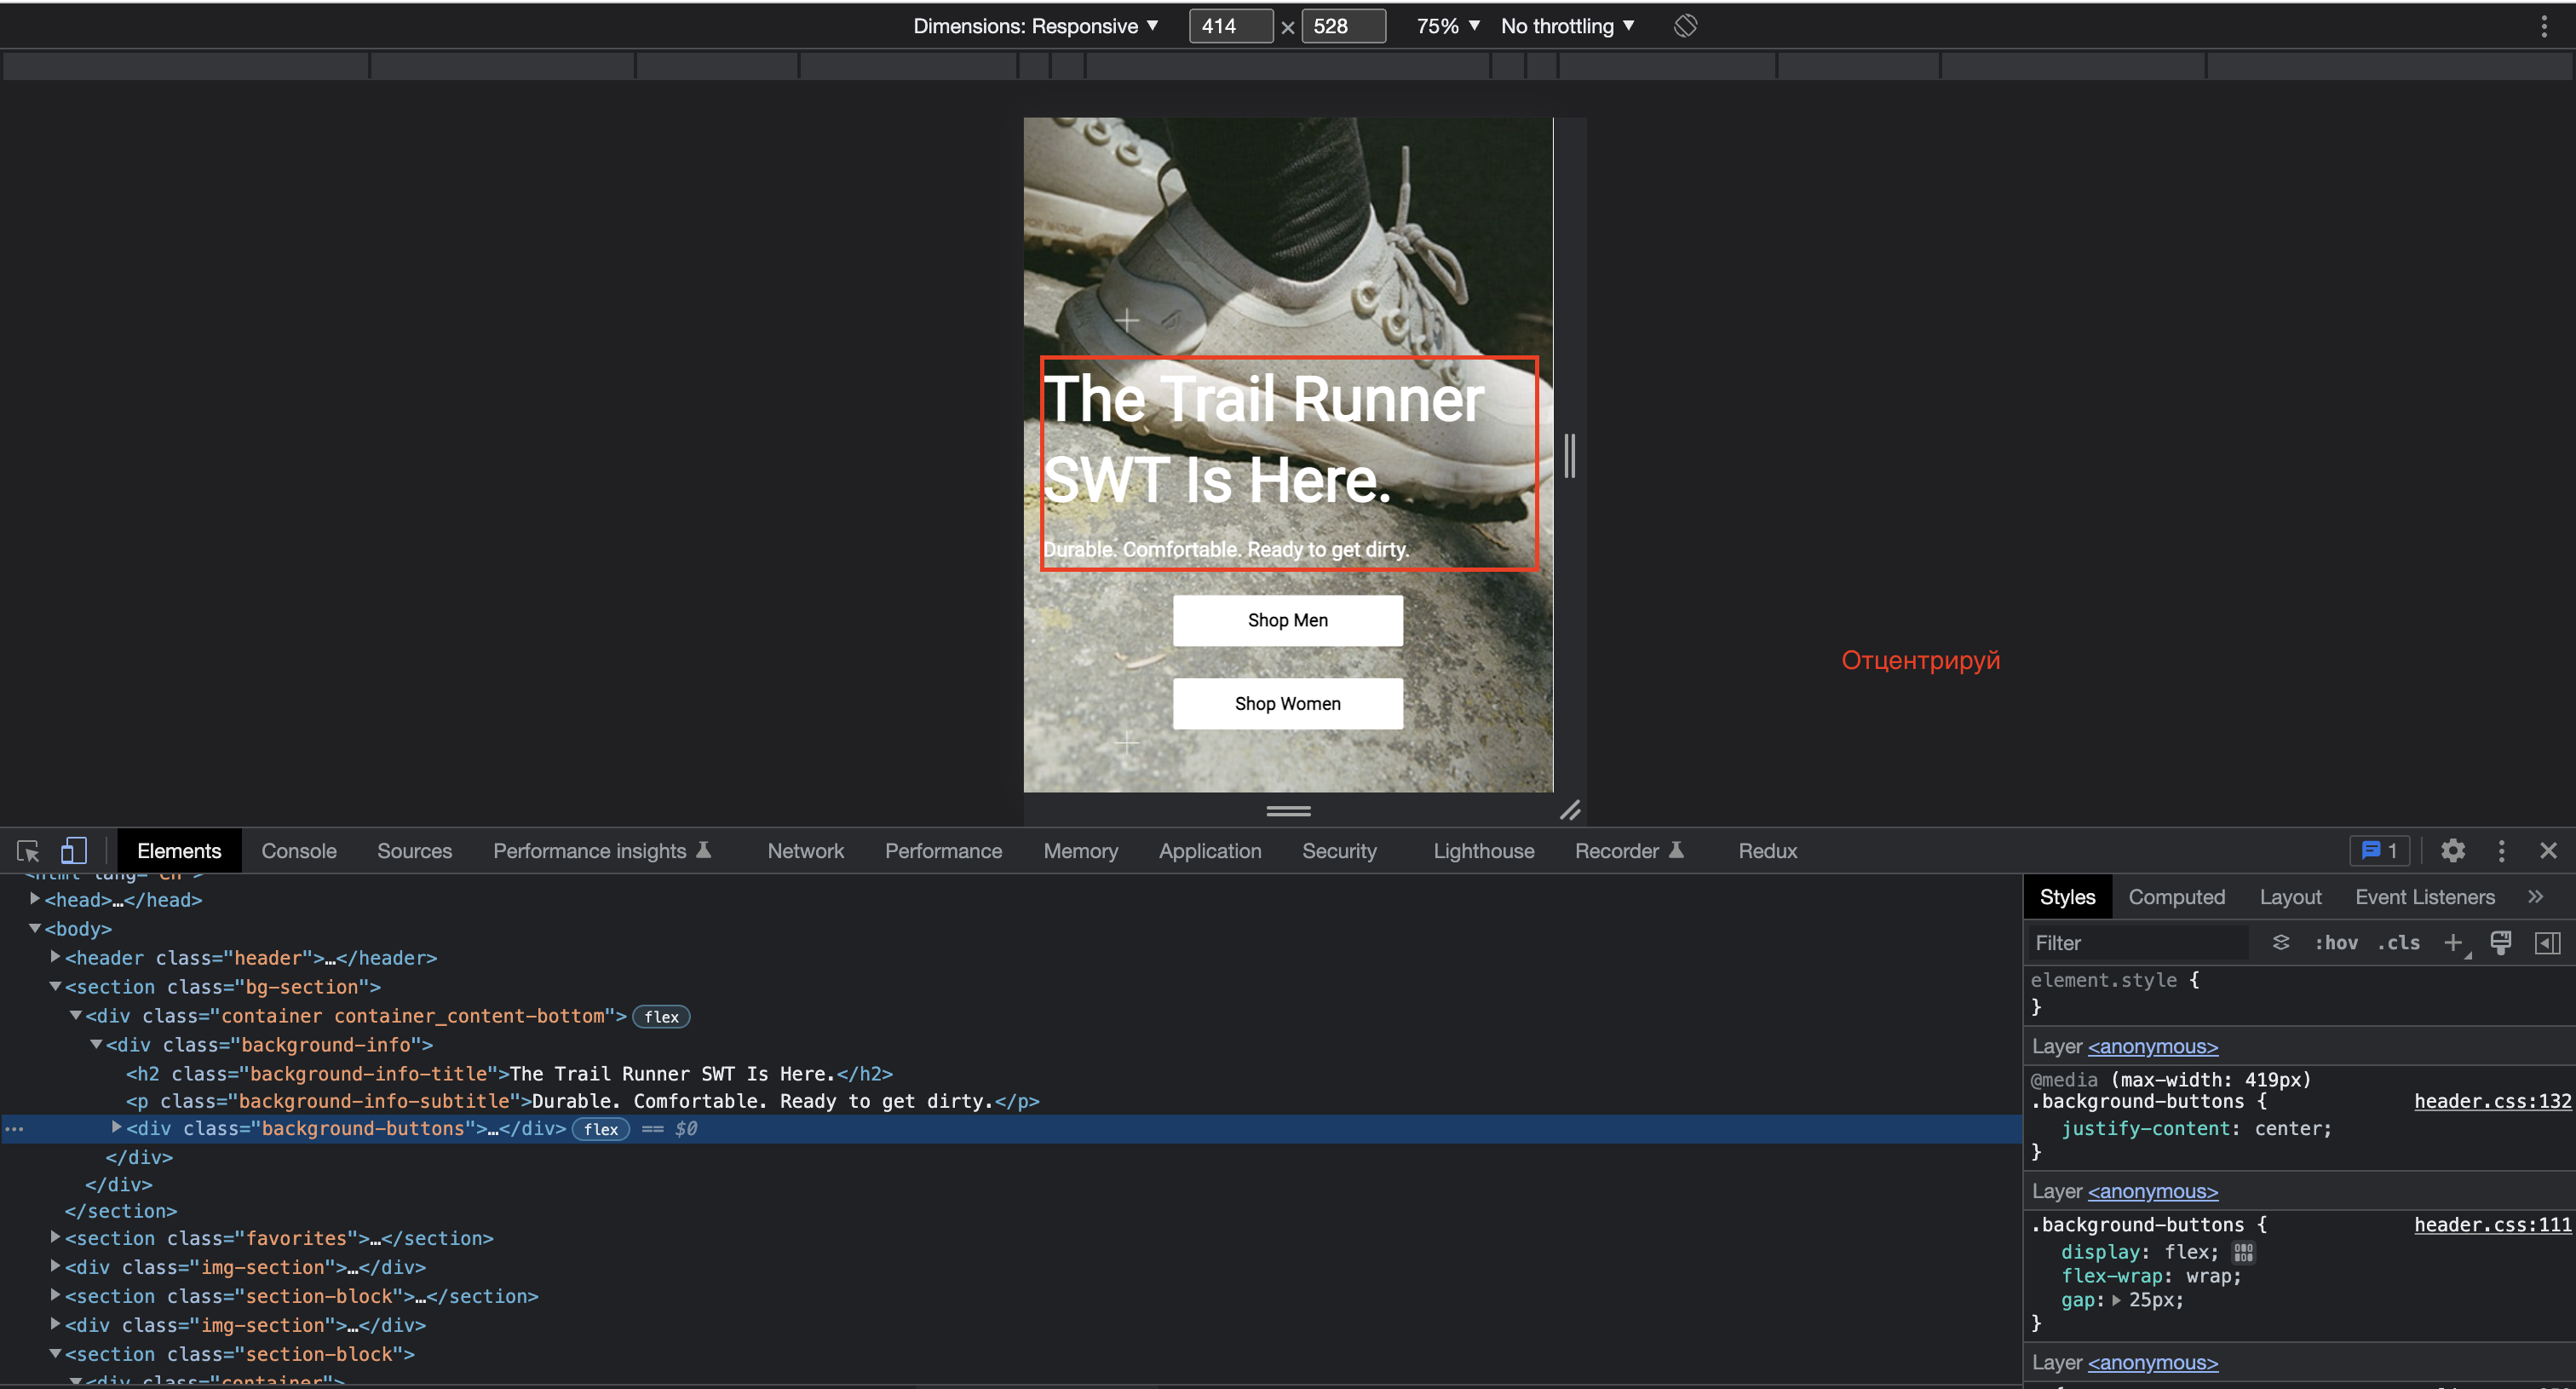 Dimensions: Responsive ▼ 414 × 528 75% ▼ No throttling ▼
The Trail Runner
SWT Is Here.
Durable. Comfortable. Ready to get dirty.
Shop Men
Shop Women
Отцентрируй
Elements Console Sources Performance insights Network Performance Memory Application Security Lighthouse Recorder Redux 1
<head>…</head>
<body>
<header class="header">…</header>
<section class="bg-section">
<div class="container container_content-bottom"> flex
<div class="background-info">
<h2 class="background-info-title">The Trail Runner SWT Is Here.</h2>
<p class="background-info-subtitle">Durable. Comfortable. Ready to get dirty.</p>
<div class="background-buttons">…</div> flex == $0
</div>
</div>
</section>
<section class="favorites">…</section>
<div class="img-section">…</div>
<section class="section-block">…</section>
<div class="img-section">…</div>
<section class="section-block">
<div class="container">
Styles Computed Layout Event Listeners »
Filter :hov .cls +
element.style {
}
Layer <anonymous>
@media (max-width: 419px)
.background-buttons { header.css:132
justify-content: center;
}
Layer <anonymous>
.background-buttons { header.css:111
display: flex;
flex-wrap: wrap;
gap: 25px;
}
Layer <anonymous>